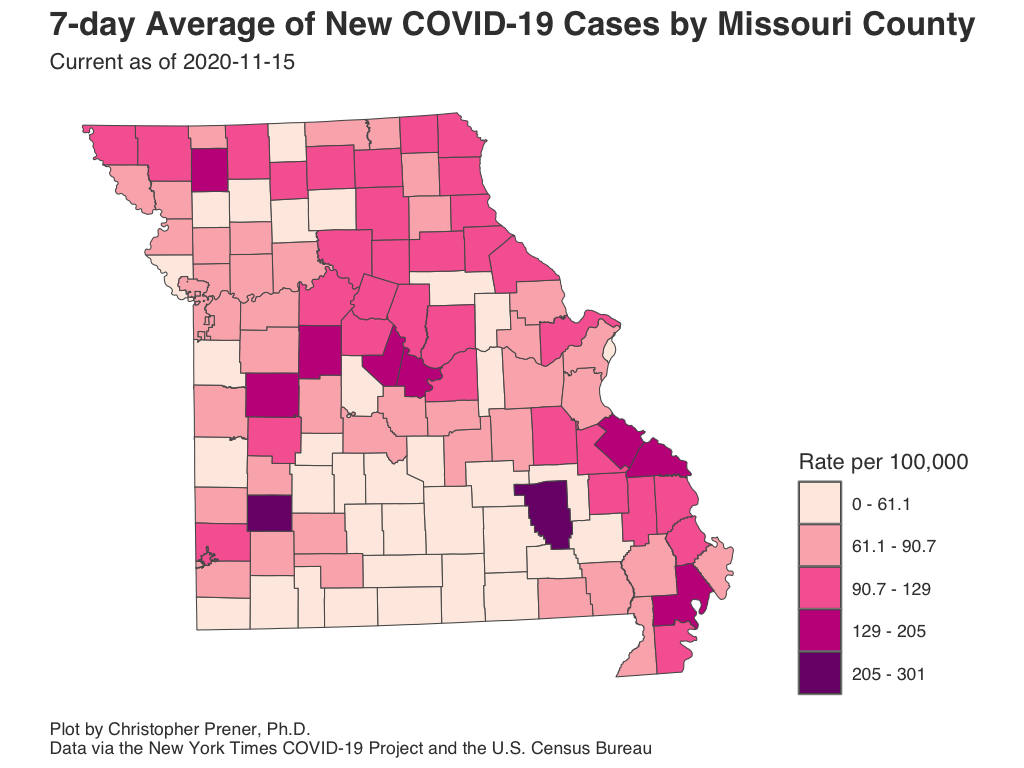 7-day Average of New COVID-19 Cases by Missouri County
Current as of 2020-11-15
Rate per 100,000
0 - 61.1
61.1 - 90.7
90.7 - 129
129 - 205
205 - 301
Plot by Christopher Prener, Ph.D.
Data via the New York Times COVID-19 Project and the U.S. Census Bureau